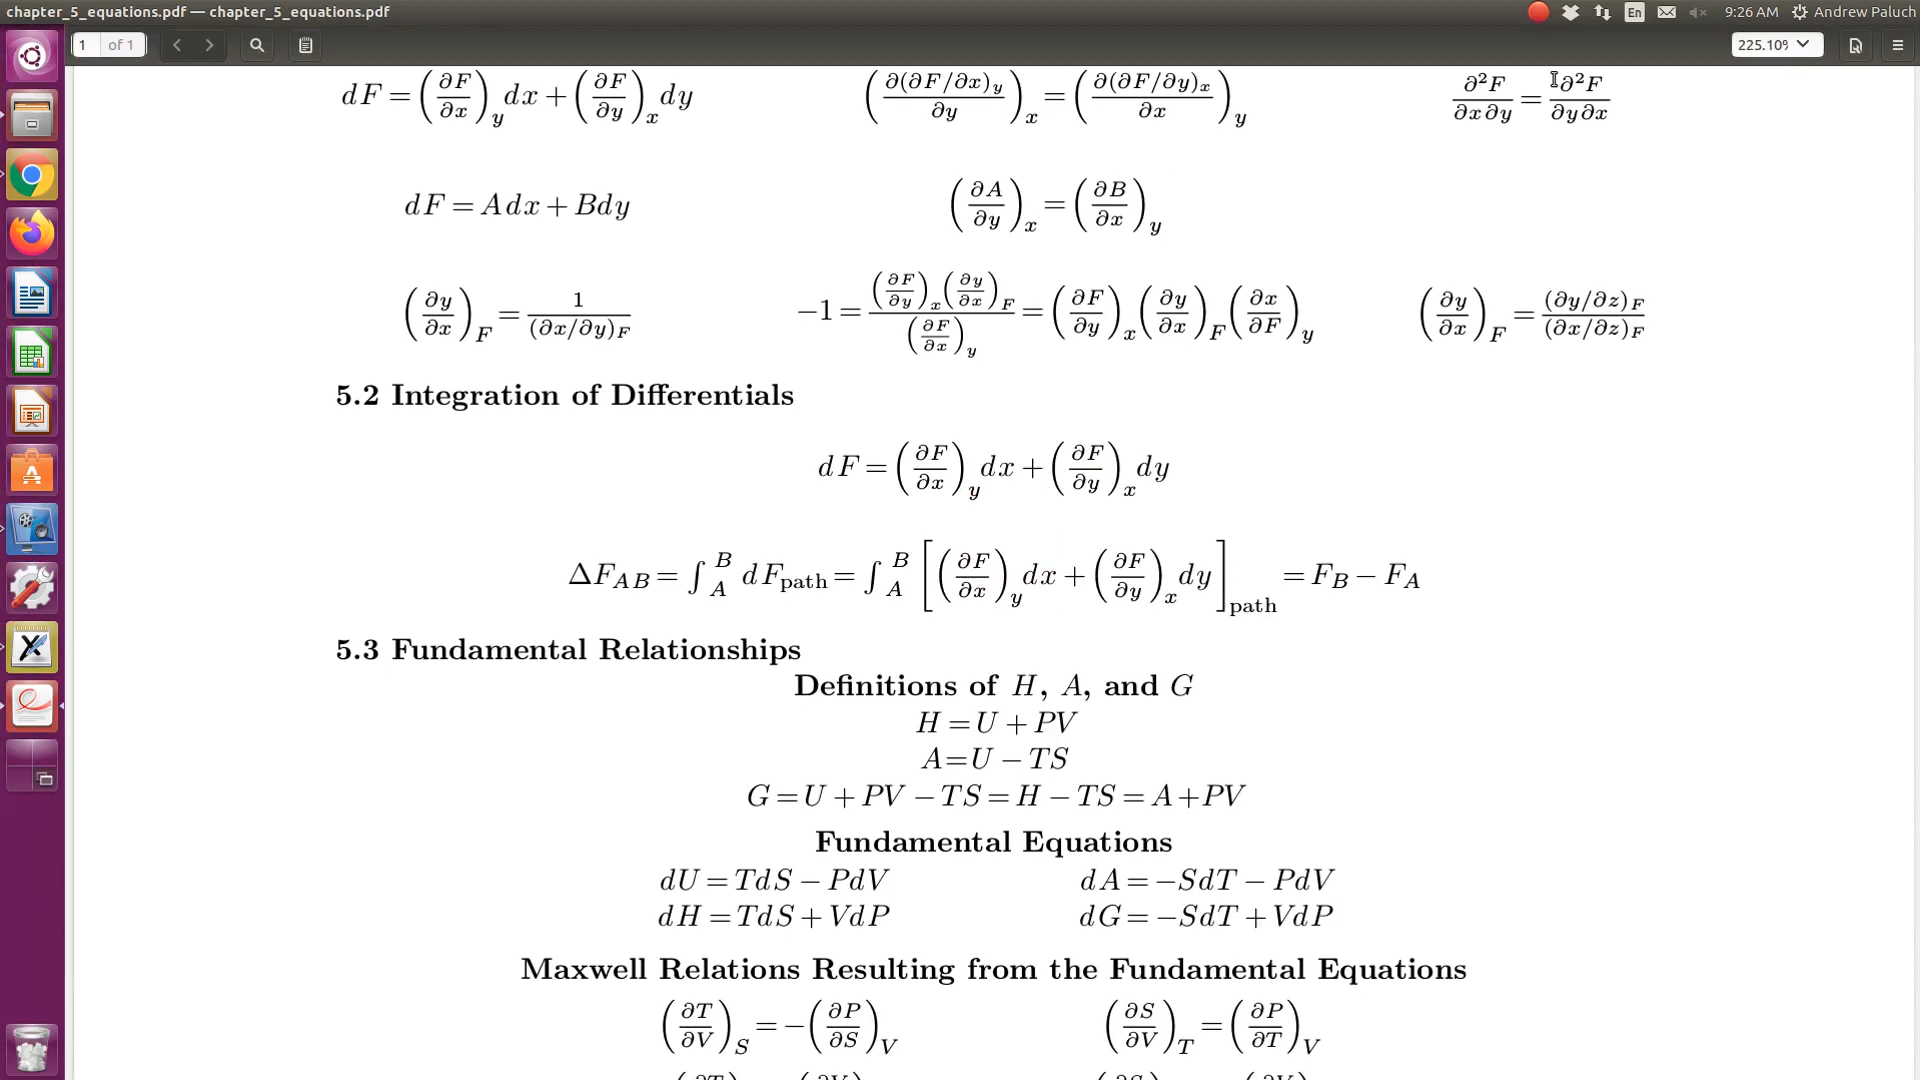 chapter_5_equations.pdf — chapter_5_equations.pdf
En
9:26 AM
Andrew Paluch
1 of 1
225.10%
dF = (∂F/∂x)_y dx + (∂F/∂y)_x dy
(∂(∂F/∂x)_y/∂y)_x = (∂(∂F/∂y)_x/∂x)_y
∂²F/∂x∂y = ∂²F/∂y∂x
dF = Adx + Bdy
(∂A/∂y)_x = (∂B/∂x)_y
(∂y/∂x)_F = 1/(∂x/∂y)_F
−1 = (∂F/∂y)_x (∂y/∂x)_F / (∂F/∂x)_y = (∂F/∂y)_x (∂y/∂x)_F (∂x/∂F)_y
(∂y/∂x)_F = (∂y/∂z)_F/(∂x/∂z)_F
5.2 Integration of Differentials
dF = (∂F/∂x)_y dx + (∂F/∂y)_x dy
ΔF_AB = ∫_A^B dF_path = ∫_A^B [(∂F/∂x)_y dx + (∂F/∂y)_x dy]_path = F_B − F_A
5.3 Fundamental Relationships
Definitions of H, A, and G
H = U + PV
A = U − TS
G = U + PV − TS = H − TS = A + PV
Fundamental Equations
dU = TdS − PdV
dA = −SdT − PdV
dH = TdS + VdP
dG = −SdT + VdP
Maxwell Relations Resulting from the Fundamental Equations
(∂T/∂V)_S = −(∂P/∂S)_V
(∂S/∂V)_T = (∂P/∂T)_V